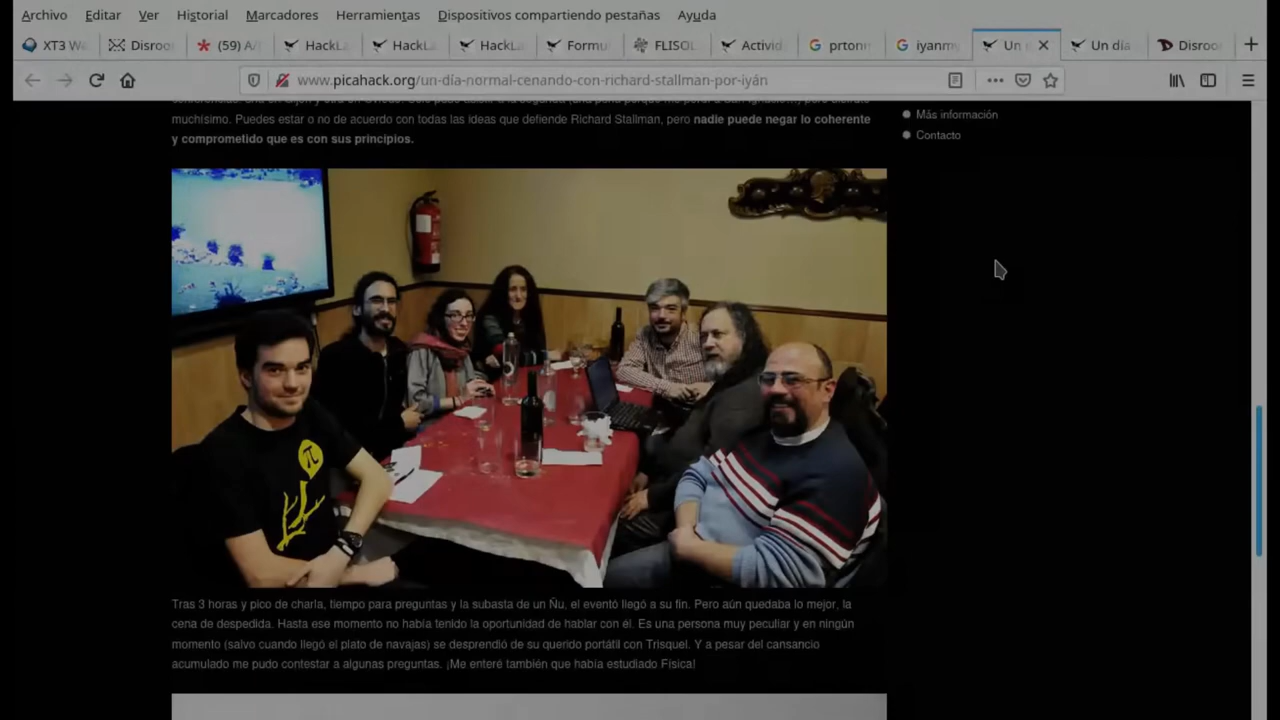 Archivo Editar Ver Historial Marcadores Herramientas Dispositivos compartiendo pestañas Ayuda
XT3 W Disroo (59) A/ HackLa HackL HackL Formu FLISOL Activid prtonm iyanm Un Un día Disroo
www.picahack.org/un-día-normal-cenando-con-richard-stallman-por-iyán
muchísimo. Puedes estar o no de acuerdo con todas las ideas que defiende Richard Stallman, pero nadie puede negar lo coherente
y comprometido que es con sus principios.
Más información
Contacto
π
Tras 3 horas y pico de charla, tiempo para preguntas y la subasta de un Ñu, el eventó llegó a su fin. Pero aún quedaba lo mejor, la
cena de despedida. Hasta ese momento no había tenido la oportunidad de hablar con él. Es una persona muy peculiar y en ningún
momento (salvo cuando llegó el plato de navajas) se desprendió de su querido portátil con Trisquel. Y a pesar del cansancio
acumulado me pudo contestar a algunas preguntas. ¡Me enteré también que había estudiado Física!